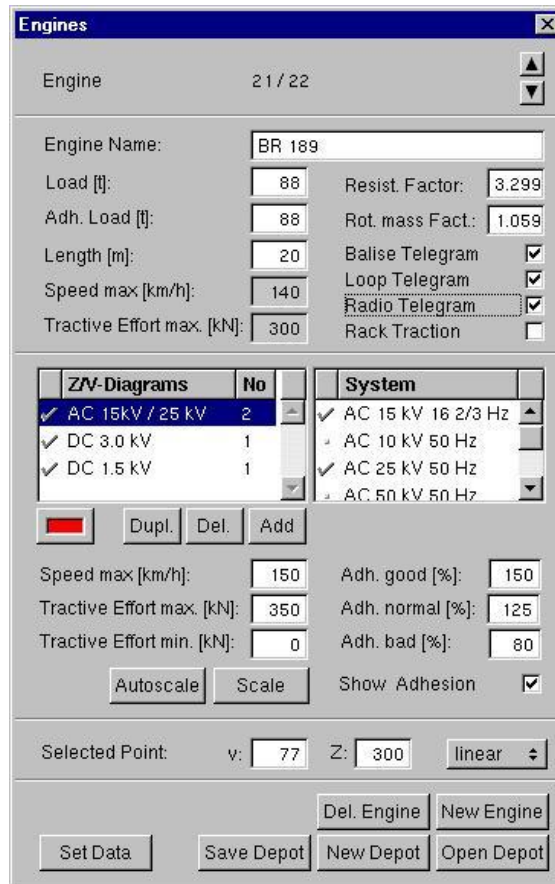 Engines
Engine 21/22
Engine Name: BR 189
Load [t]: 88 Resist. Factor: 3.299
Adh. Load [t]: 88 Rot. mass Fact.: 1.059
Length [m]: 20 Balise Telegram
Speed max [km/h]: 140 Loop Telegram
Tractive Effort max. [kN]: 300 Radio Telegram
Rack Traction
Z/V-Diagrams No System
AC 15kV / 25 kV 2 AC 15 kV 16 2/3 Hz
DC 3.0 kV 1 AC 10 kV 50 Hz
DC 1.5 kV 1 AC 25 kV 50 Hz
AC 50 kV 50 Hz
Dupl. Del. Add
Speed max [km/h]: 150 Adh. good [%]: 150
Tractive Effort max. [kN]: 350 Adh. normal [%]: 125
Tractive Effort min. [kN]: 0 Adh. bad [%]: 80
Autoscale Scale Show Adhesion
Selected Point: v: 77 Z: 300 linear
Del. Engine New Engine
Set Data Save Depot New Depot Open Depot